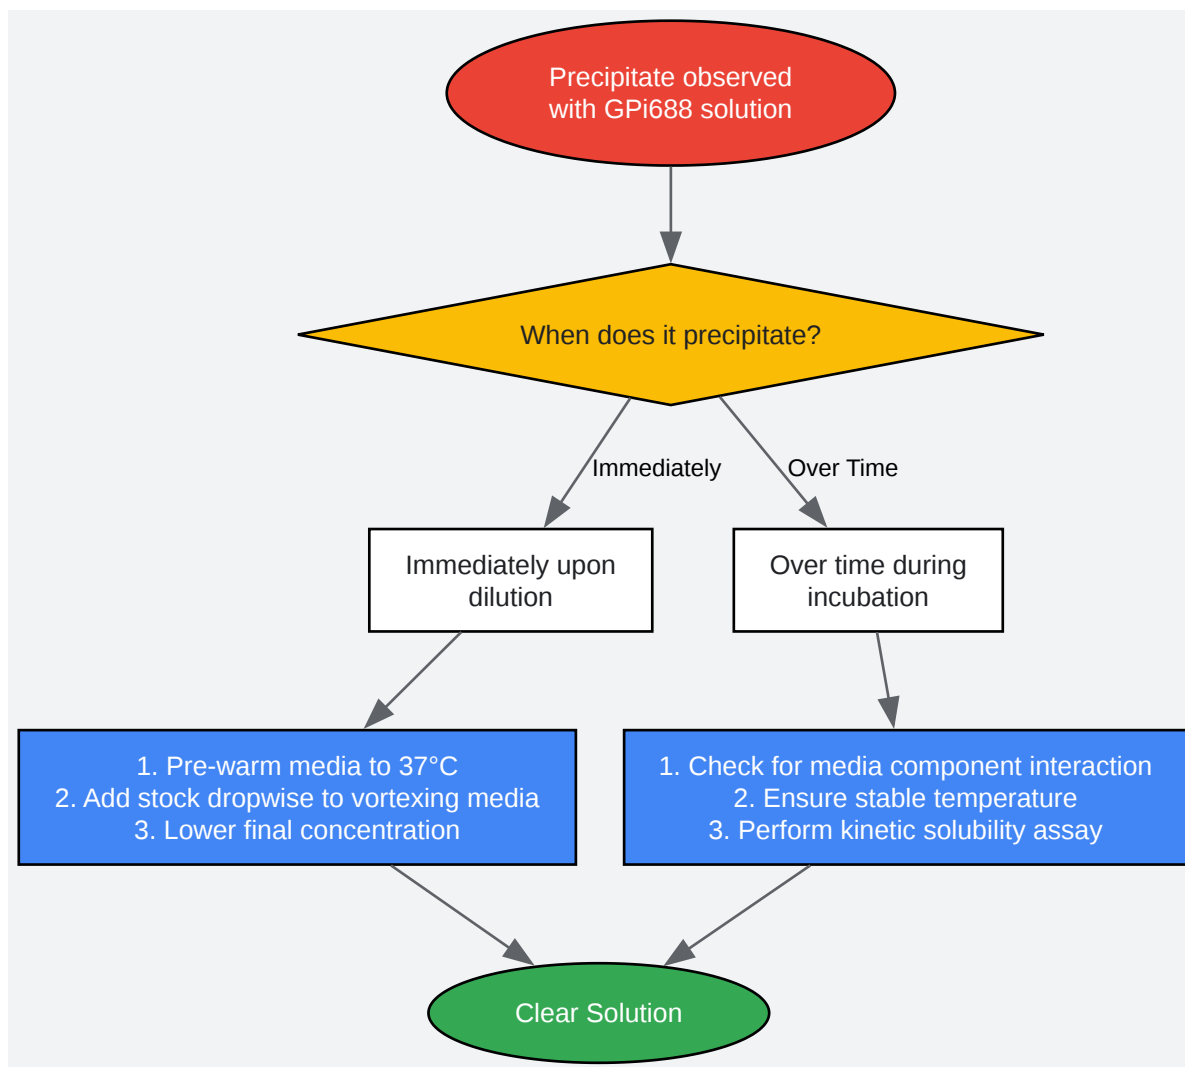 Precipitate observed
with GPi688 solution
When does it precipitate?
Immediately
Over Time
Immediately upon
dilution
Over time during
incubation
1. Pre-warm media to 37°C
2. Add stock dropwise to vortexing media
3. Lower final concentration
1. Check for media component interaction
2. Ensure stable temperature
3. Perform kinetic solubility assay
Clear Solution